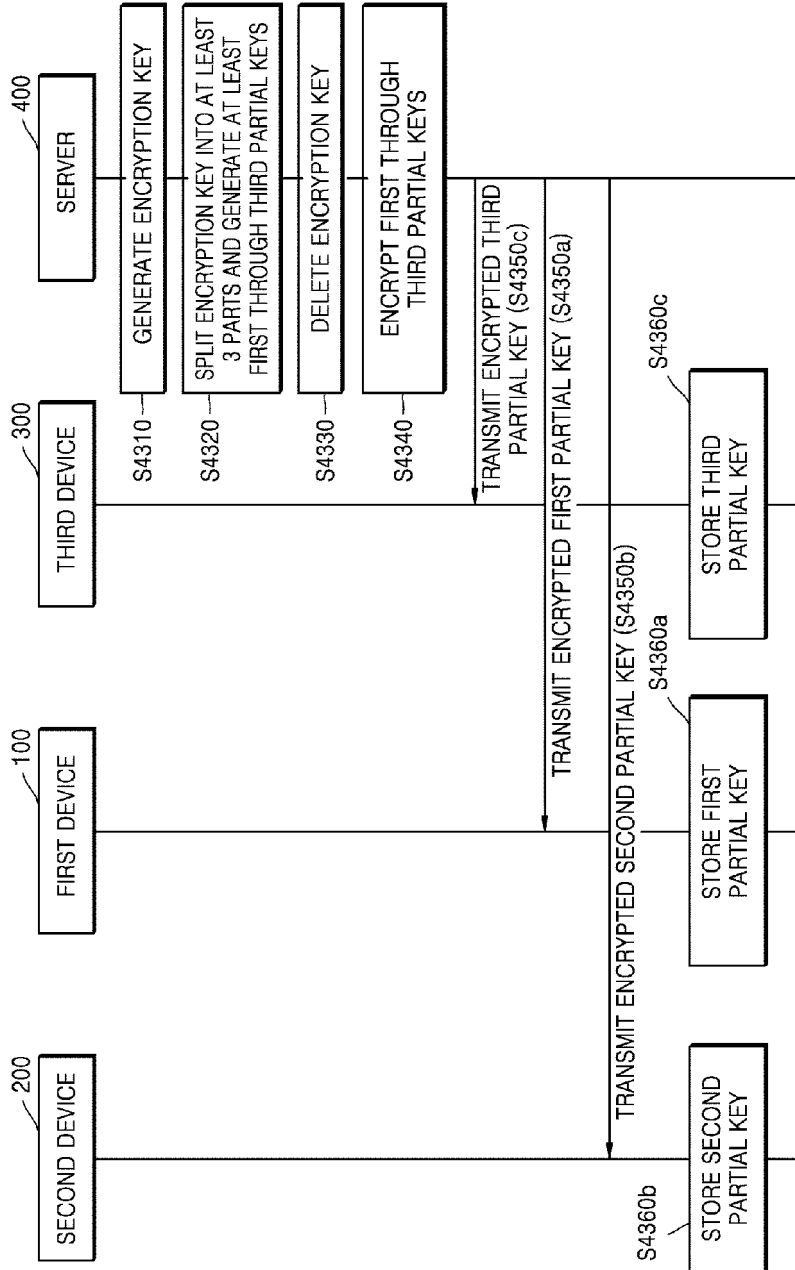 200
SECOND DEVICE
100
FIRST DEVICE
300
THIRD DEVICE
400
SERVER
S4310
GENERATE ENCRYPTION KEY
S4320
SPLIT ENCRYPTION KEY INTO AT LEAST
3 PARTS AND GENERATE AT LEAST
FIRST THROUGH THIRD PARTIAL KEYS
S4330
DELETE ENCRYPTION KEY
S4340
ENCRYPT FIRST THROUGH
THIRD PARTIAL KEYS
TRANSMIT ENCRYPTED THIRD
PARTIAL KEY (S4350c)
TRANSMIT ENCRYPTED FIRST PARTIAL KEY (S4350a)
TRANSMIT ENCRYPTED SECOND PARTIAL KEY (S4350b)
S4360b
STORE SECOND
PARTIAL KEY
S4360a
STORE FIRST
PARTIAL KEY
S4360c
STORE THIRD
PARTIAL KEY